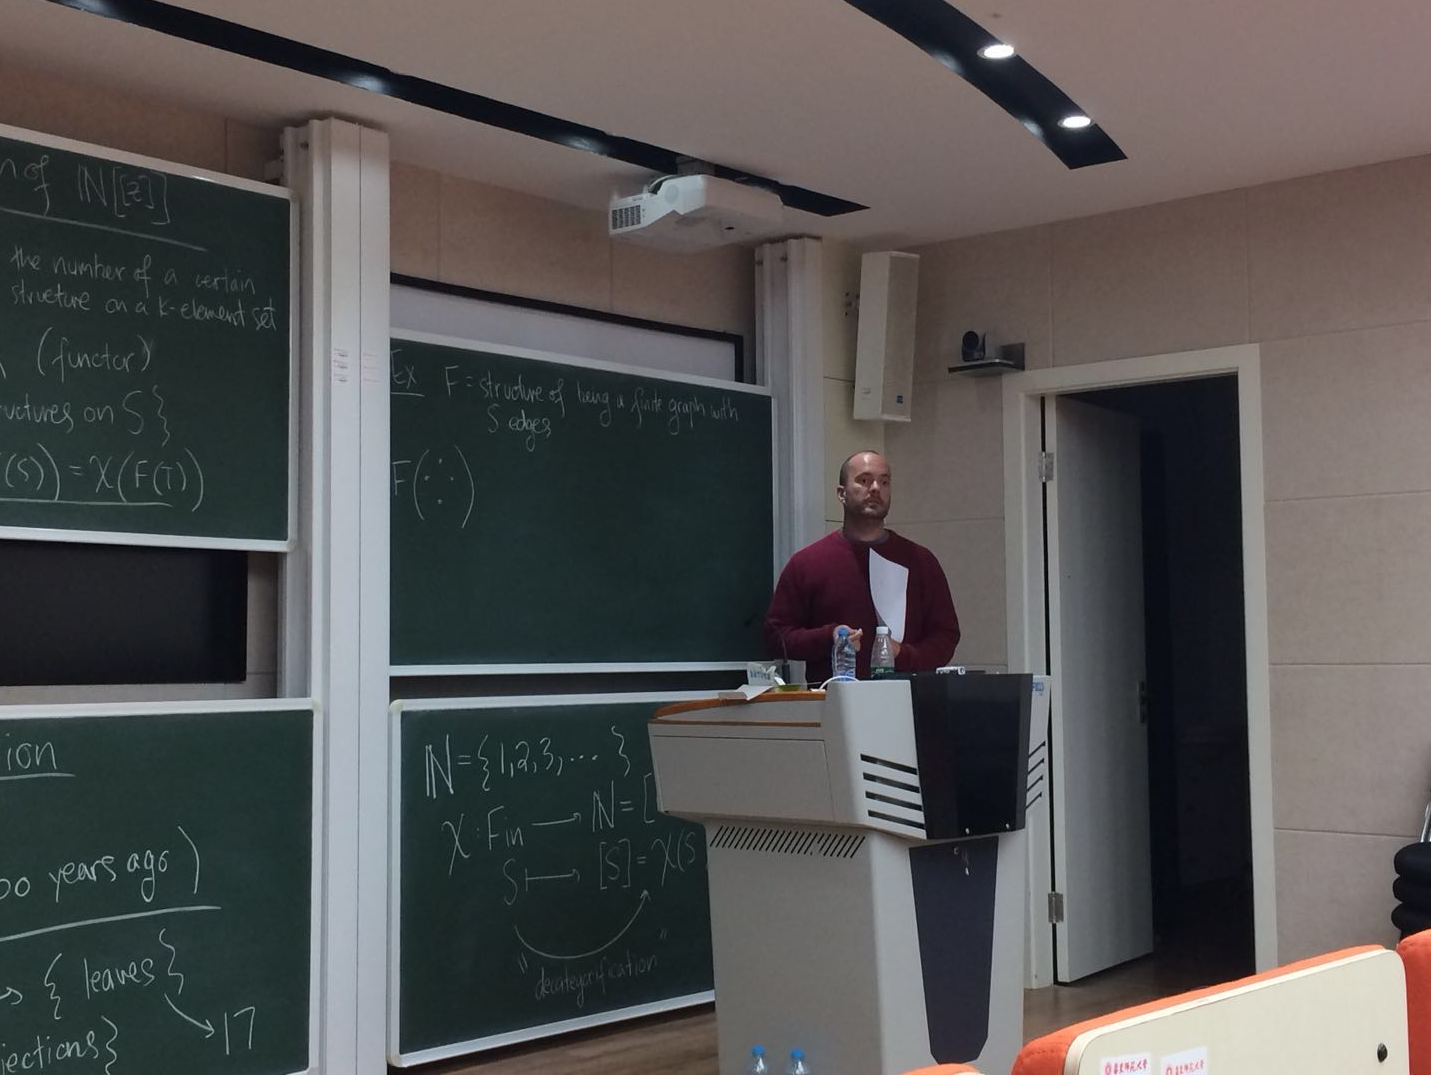 n of ℕ[[z]]
the number of a certain
structure on a k-element set
(functor)
uctures on S}
(S)) = χ(F(T))
Ex F = structure of being a finite graph with
S edges
F(∴)
ion
00 years ago)
→ {leaves}
17
jections}
ℕ = {1,2,3,...}
χ: Fin → ℕ = [
S ↦ [S] = χ(S
"decategorification"